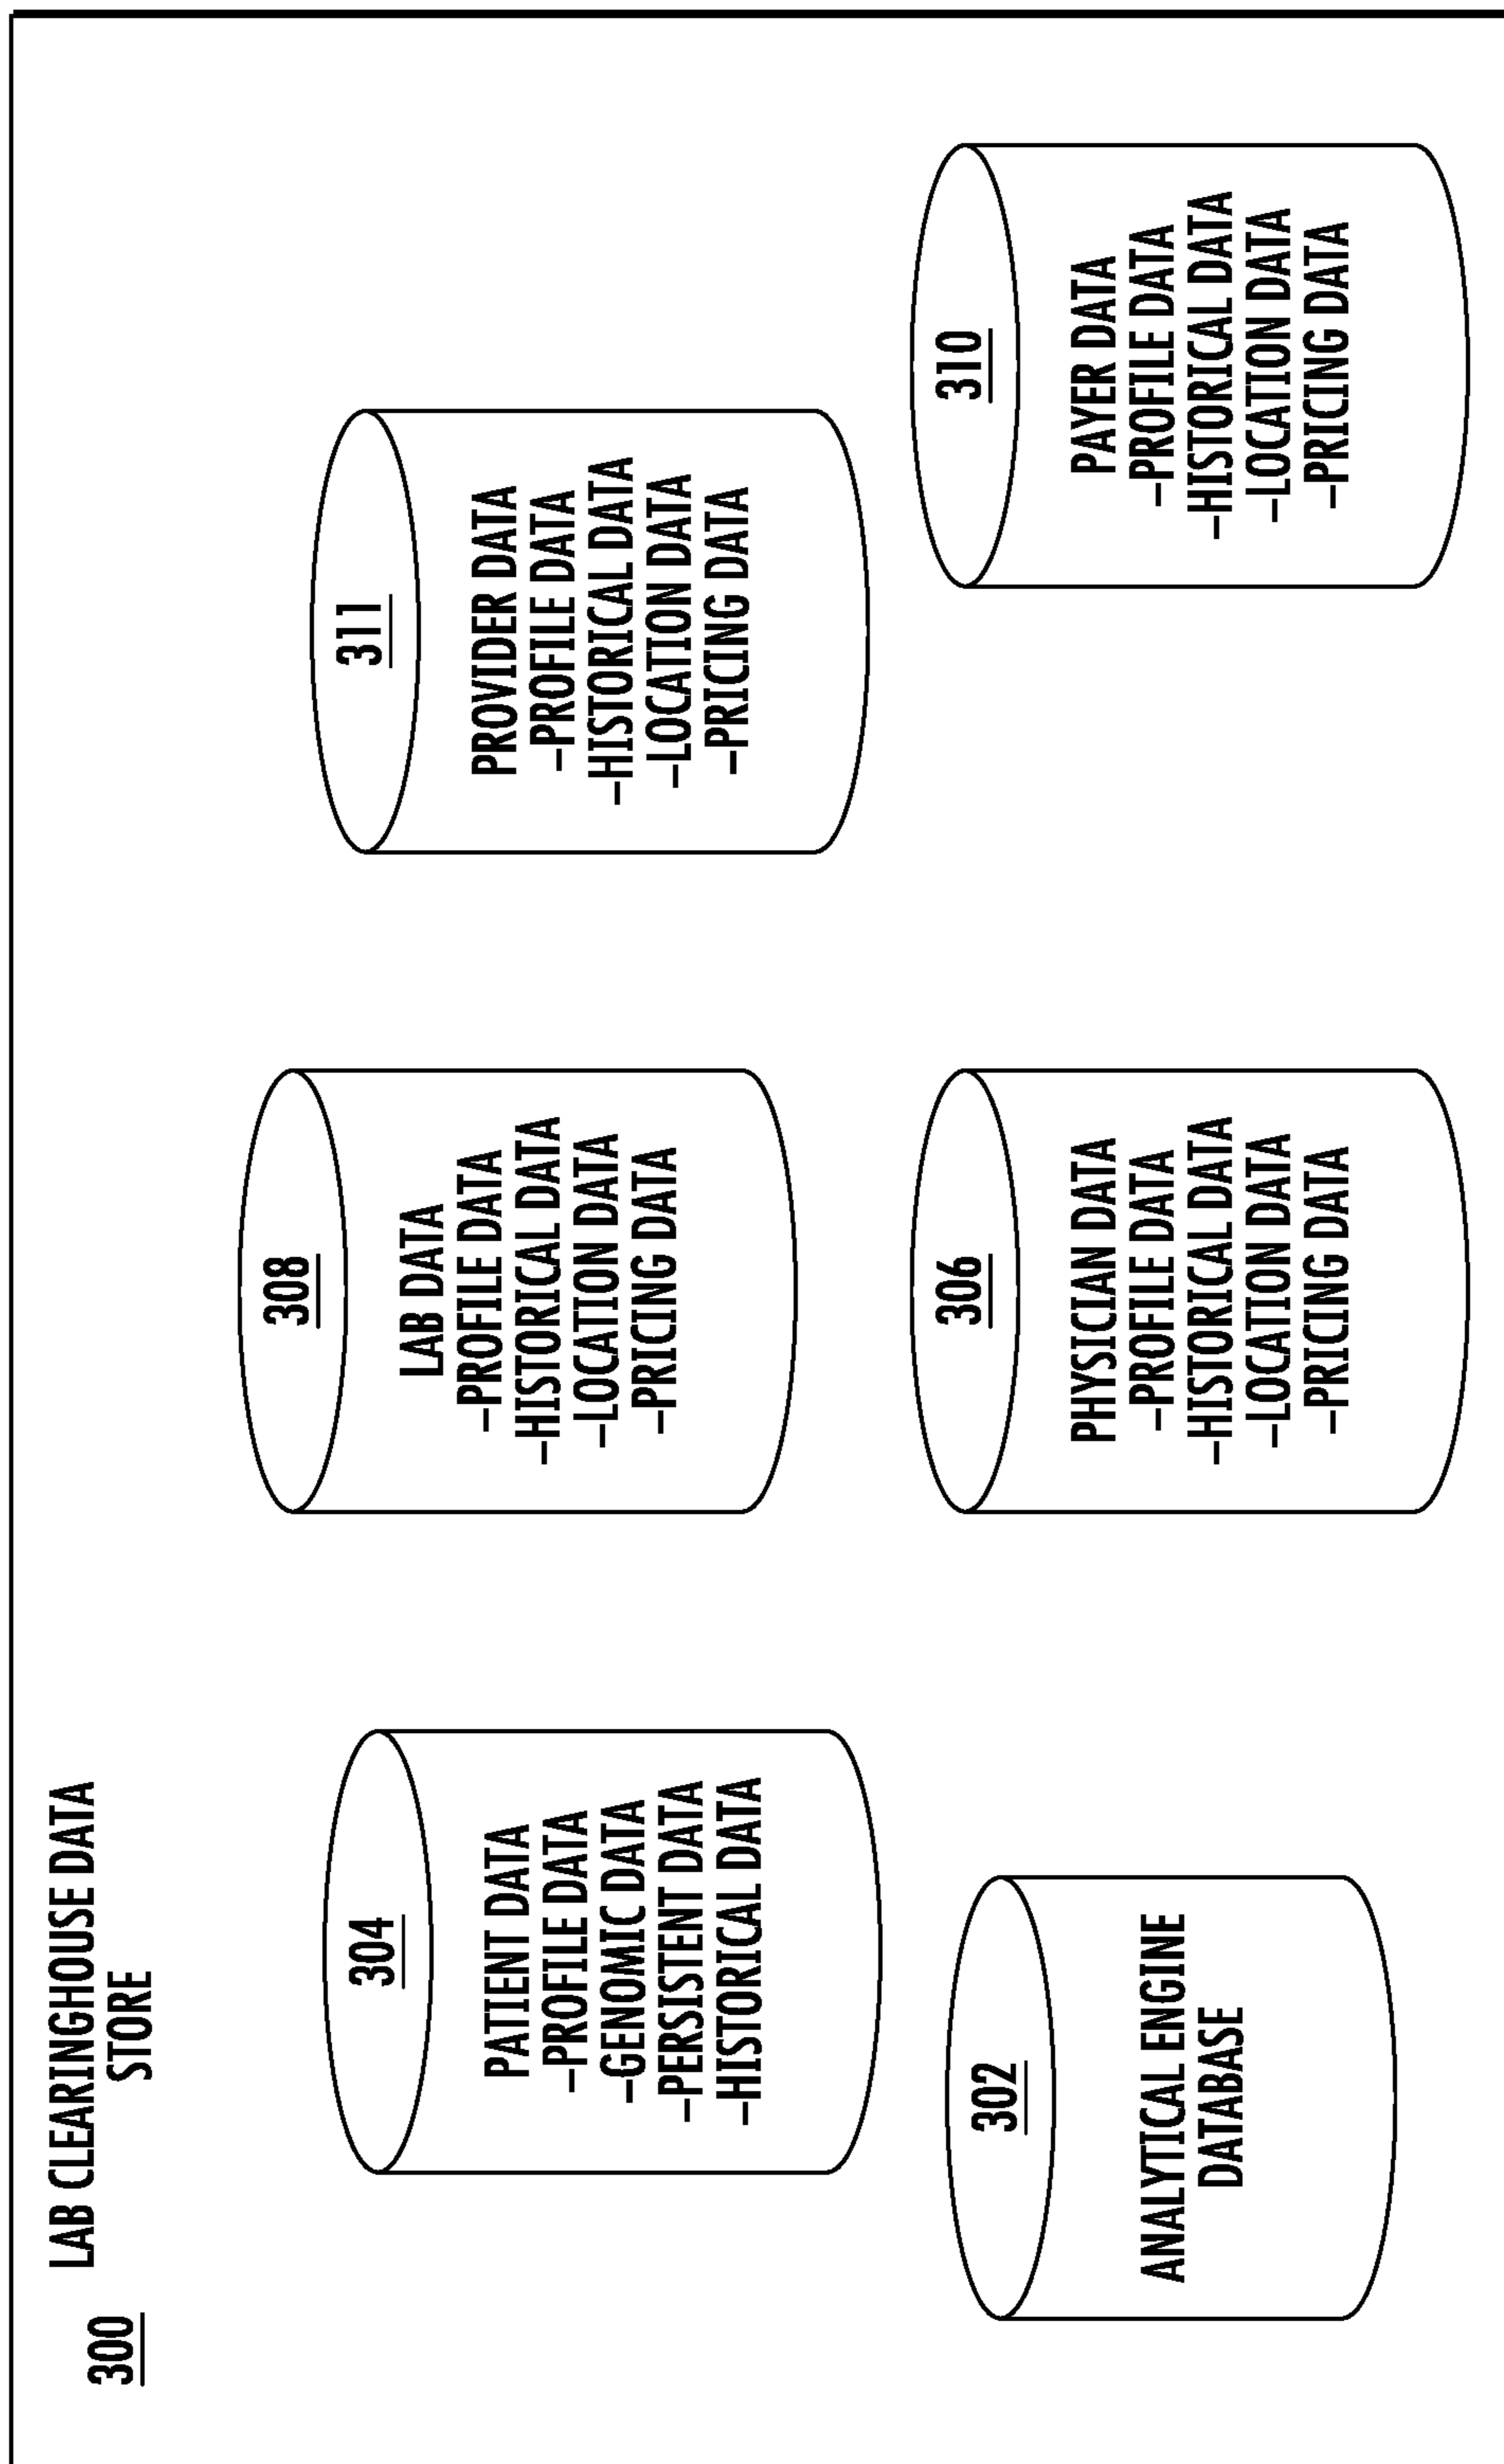 300
LAB CLEARINGHOUSE DATA
STORE
304
PATIENT DATA
–PROFILE DATA
–GENOMIC DATA
–PERSISTENT DATA
–HISTORICAL DATA
308
LAB DATA
–PROFILE DATA
–HISTORICAL DATA
–LOCATION DATA
–PRICING DATA
311
PROVIDER DATA
–PROFILE DATA
–HISTORICAL DATA
–LOCATION DATA
–PRICING DATA
302
ANALYTICAL ENGINE
DATABASE
306
PHYSICIAN DATA
–PROFILE DATA
–HISTORICAL DATA
–LOCATION DATA
–PRICING DATA
310
PAYER DATA
–PROFILE DATA
–HISTORICAL DATA
–LOCATION DATA
–PRICING DATA